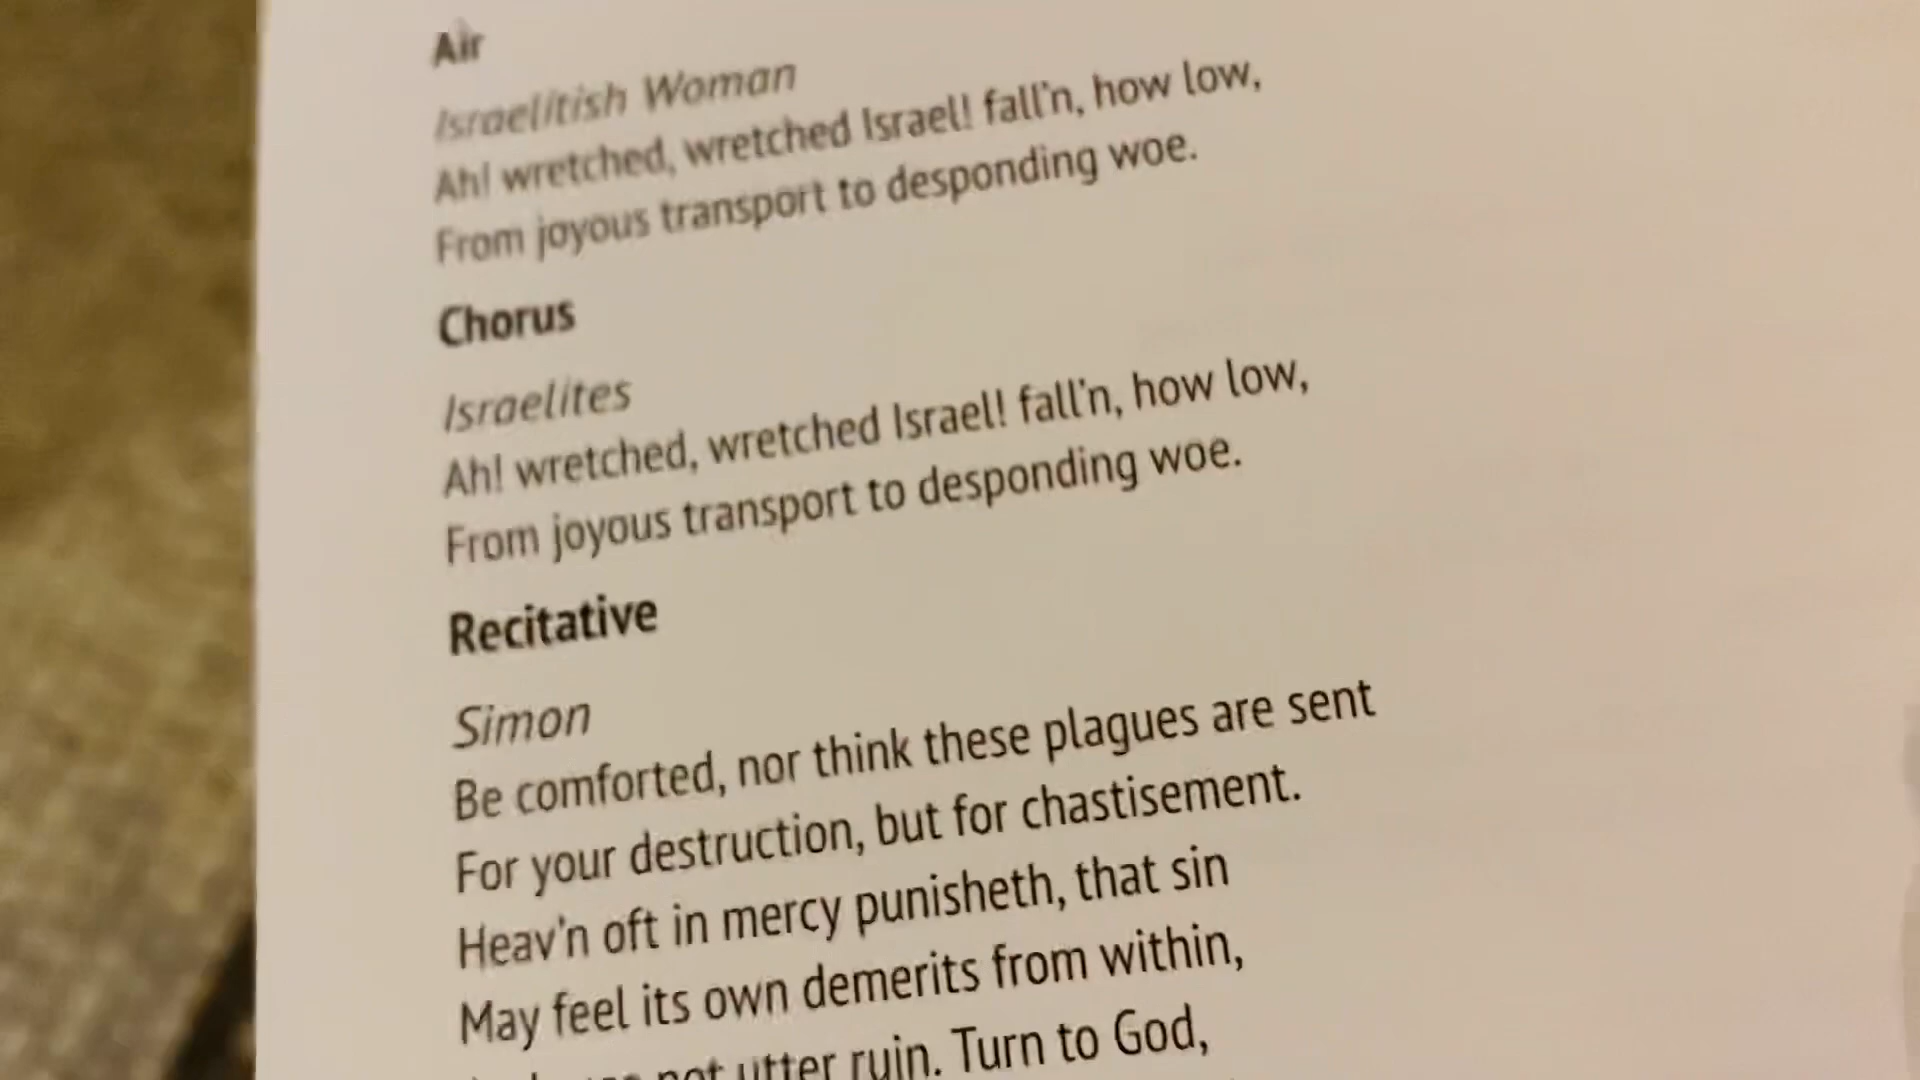 Air
Israelitish Woman
Ah! wretched, wretched Israel! fall'n, how low,
From joyous transport to desponding woe.
Chorus
Israelites
Ah! wretched, wretched Israel! fall'n, how low,
From joyous transport to desponding woe.
Recitative
Simon
Be comforted, nor think these plagues are sent
For your destruction, but for chastisement.
Heav'n oft in mercy punisheth, that sin
May feel its own demerits from within,
not utter ruin. Turn to God,